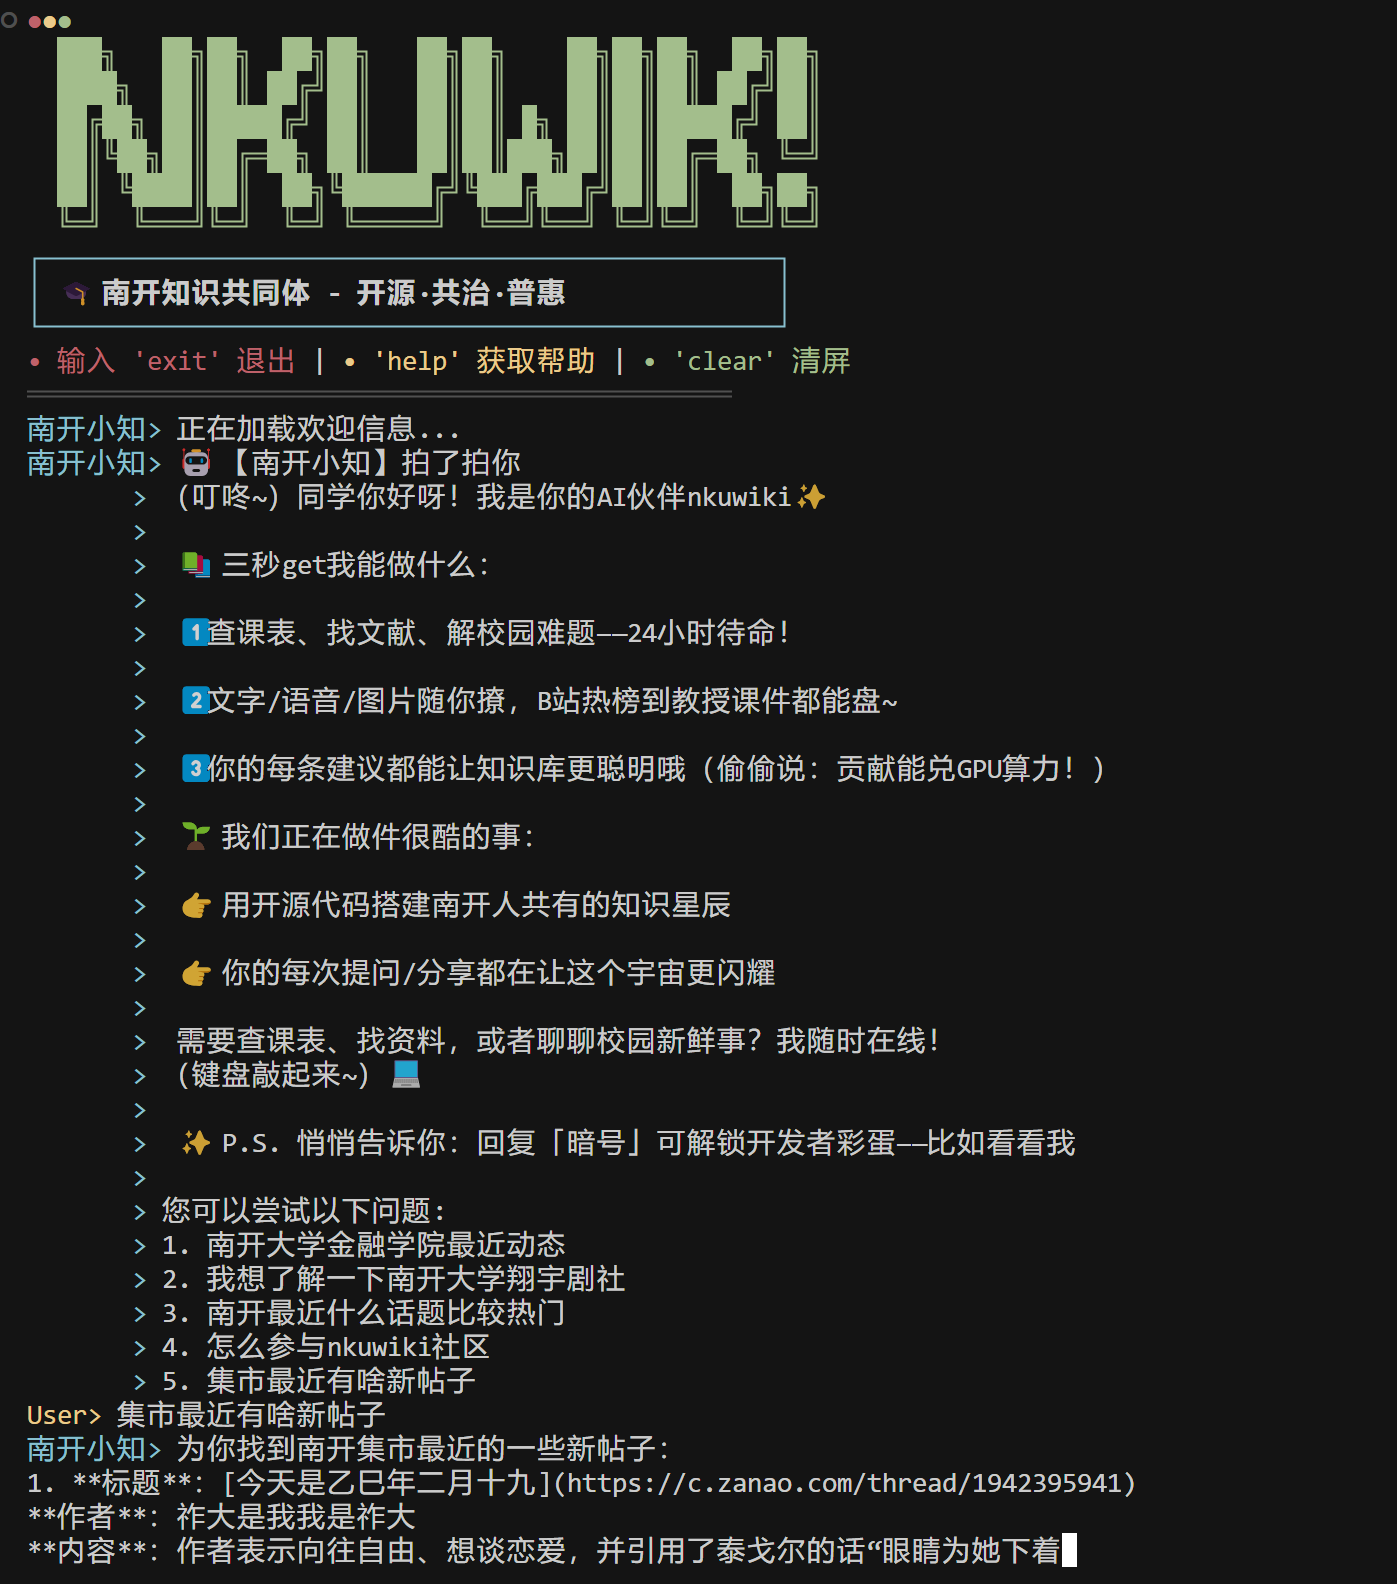 NKUWIKI
🎓 南开知识共同体 - 开源·共治·普惠
• 输入 'exit' 退出 | • 'help' 获取帮助 | • 'clear' 清屏
南开小知> 正在加载欢迎信息...
南开小知> 🤖 【南开小知】拍了拍你
> (叮咚~) 同学你好呀！我是你的AI伙伴nkuwiki✨
>
> 📚 三秒get我能做什么：
>
> 1️⃣查课表、找文献、解校园难题——24小时待命！
>
> 2️⃣文字/语音/图片随你撩，B站热榜到教授课件都能盘~
>
> 3️⃣你的每条建议都能让知识库更聪明哦（偷偷说：贡献能兑GPU算力！）
>
> 🌱 我们正在做件很酷的事：
>
> 👉 用开源代码搭建南开人共有的知识星辰
>
> 👉 你的每次提问/分享都在让这个宇宙更闪耀
>
> 需要查课表、找资料，或者聊聊校园新鲜事？我随时在线！
> (键盘敲起来~) 💻
>
> ✨ P.S. 悄悄告诉你：回复「暗号」可解锁开发者彩蛋——比如看看我
>
> 您可以尝试以下问题:
> 1. 南开大学金融学院最近动态
> 2. 我想了解一下南开大学翔宇剧社
> 3. 南开最近什么话题比较热门
> 4. 怎么参与nkuwiki社区
> 5. 集市最近有啥新帖子
User> 集市最近有啥新帖子
南开小知> 为你找到南开集市最近的一些新帖子：
1. **标题**：[今天是乙巳年二月十九](https://c.zanao.com/thread/1942395941)
**作者**：祚大是我我是祚大
**内容**：作者表示向往自由、想谈恋爱，并引用了泰戈尔的话“眼睛为她下着